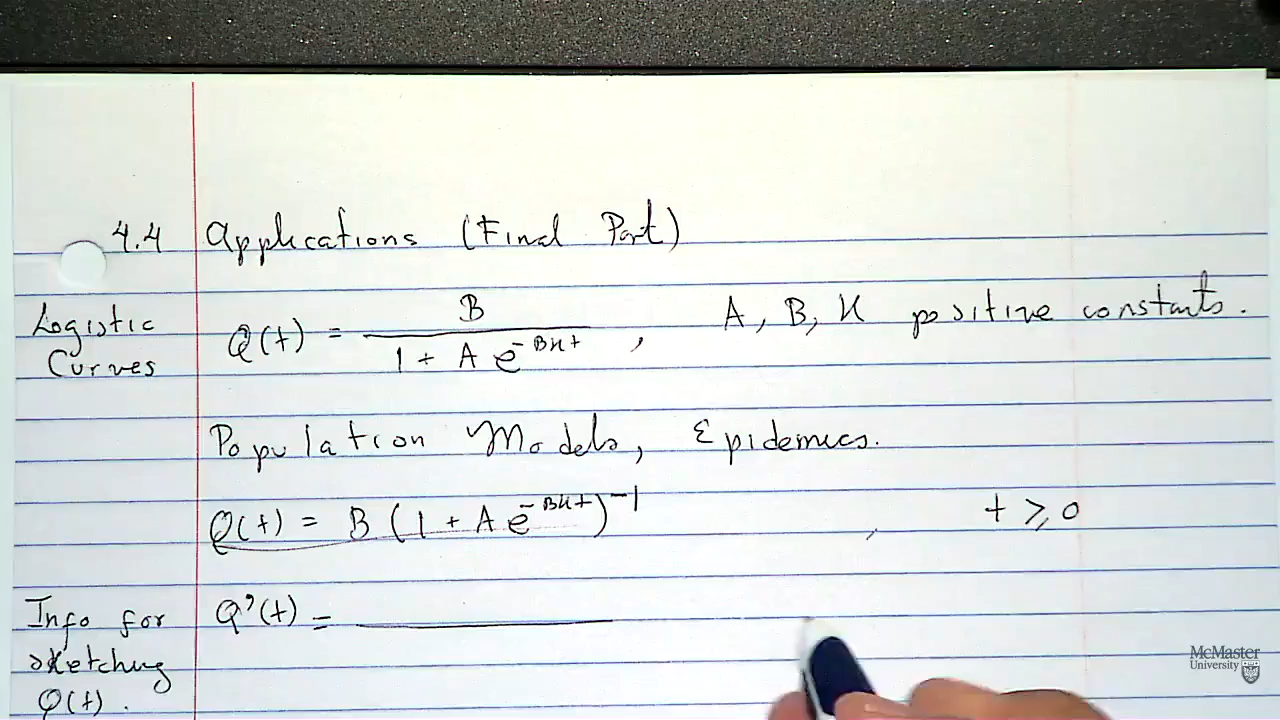 4.4 Applications (Final Part)
Logistic Curves
Q(t) = B / (1 + A e^{-Bkt}) , A, B, K positive constants.
Population Models, Epidemics.
Q(t) = B (1 + A e^{-Bkt})^{-1} , t ≥ 0
Info for sketching Q(t).
Q'(t) =
McMaster
University